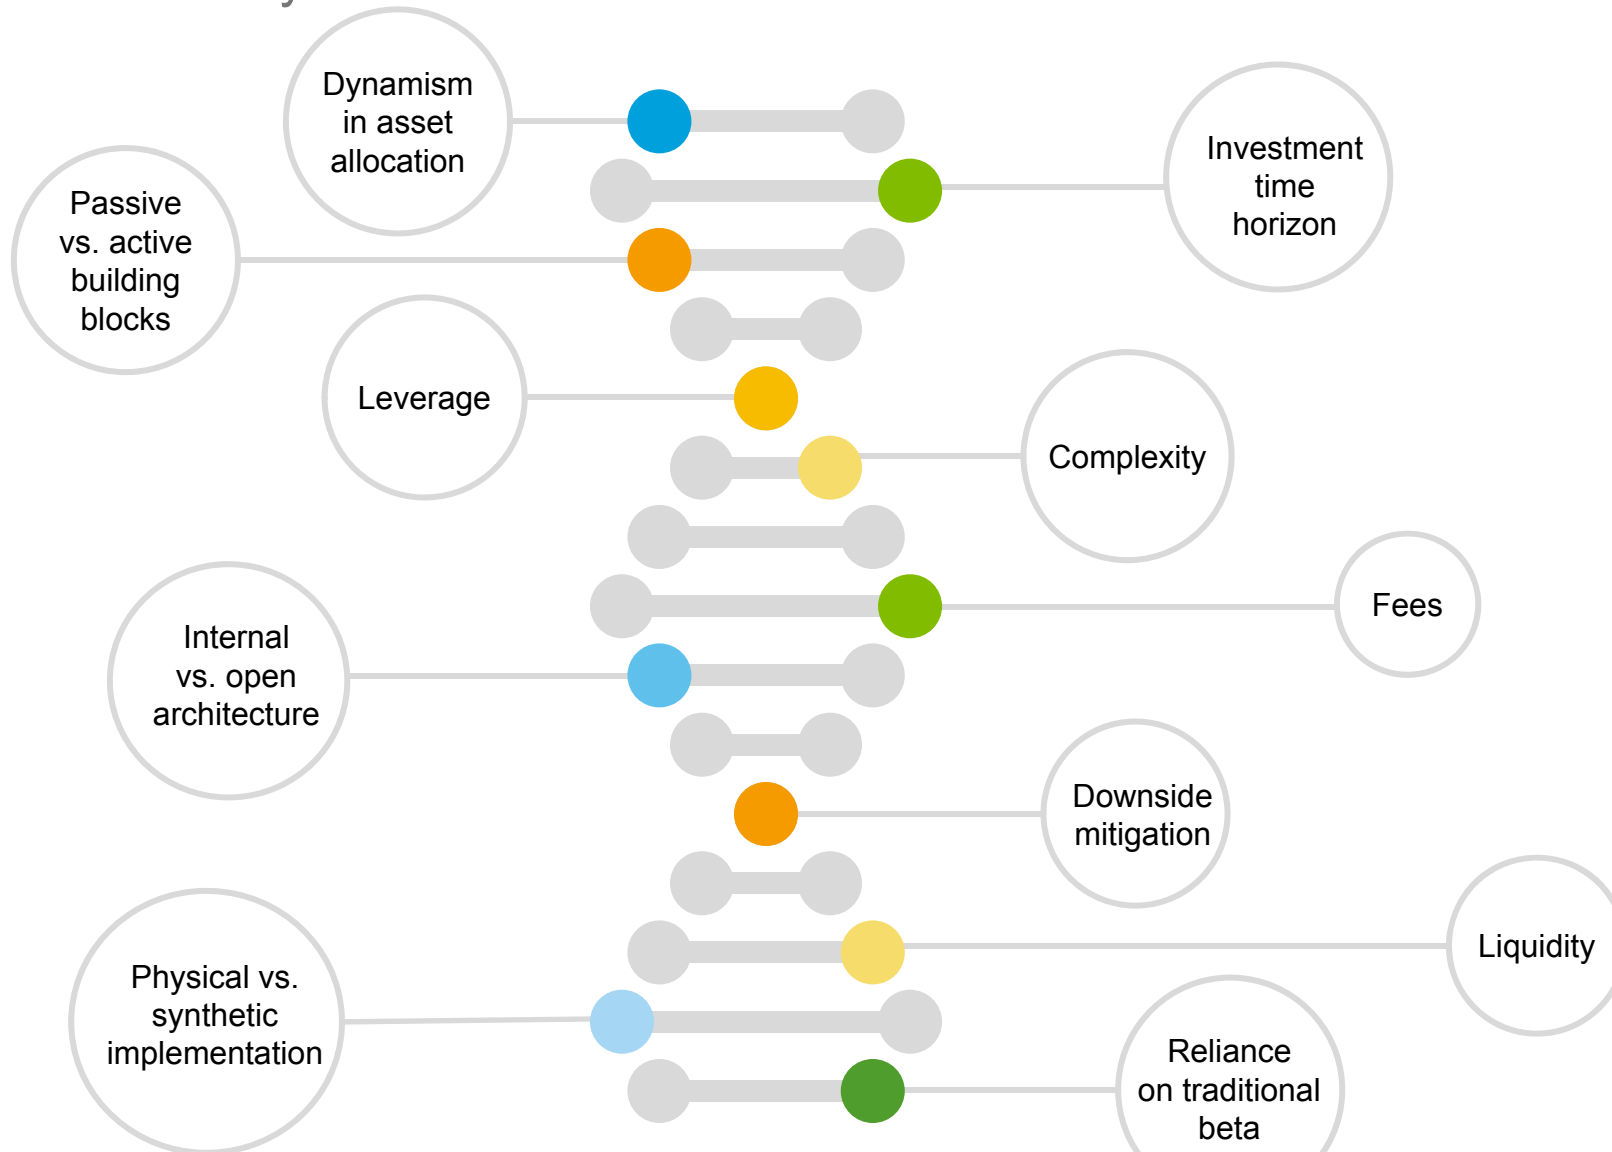 Dynamism
in asset
allocation
Investment
time
horizon
Passive
vs. active
building
blocks
Leverage
Complexity
Fees
Internal
vs. open
architecture
Downside
mitigation
Liquidity
Physical vs.
synthetic
implementation
Reliance
on traditional
beta